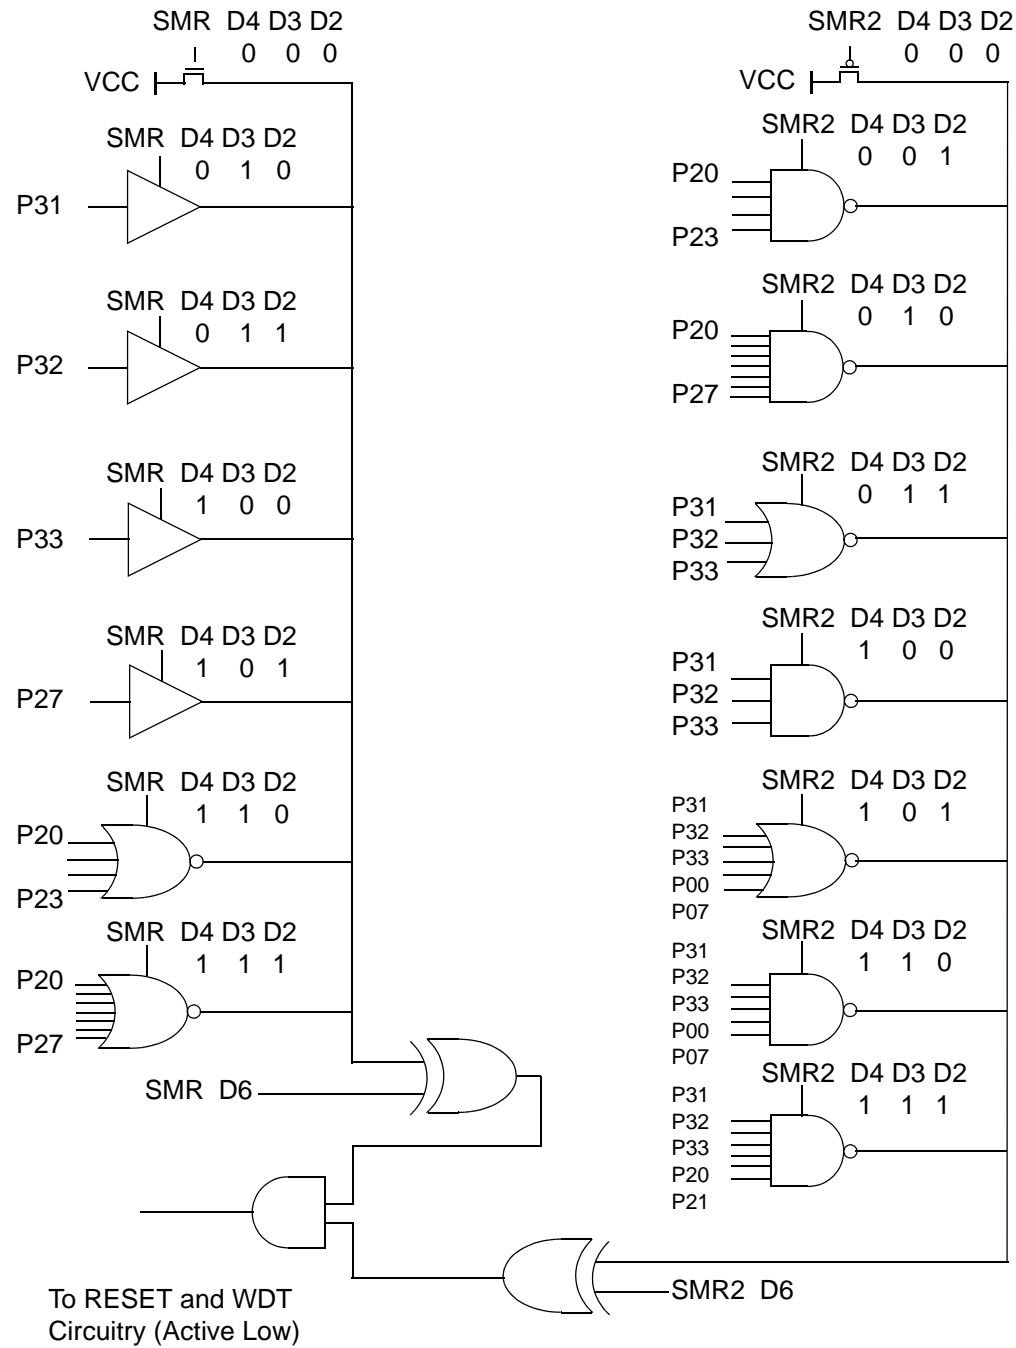 SMR D4 D3 D2
0 0 0
VCC
SMR D4 D3 D2
0 1 0
P31
SMR D4 D3 D2
0 1 1
P32
SMR D4 D3 D2
1 0 0
P33
SMR D4 D3 D2
1 0 1
P27
SMR D4 D3 D2
1 1 0
P20
P23
SMR D4 D3 D2
1 1 1
P20
P27
SMR D6
To RESET and WDT
Circuitry (Active Low)
SMR2 D4 D3 D2
0 0 0
VCC
SMR2 D4 D3 D2
0 0 1
P20
P23
SMR2 D4 D3 D2
0 1 0
P20
P27
SMR2 D4 D3 D2
0 1 1
P31
P32
P33
SMR2 D4 D3 D2
1 0 0
P31
P32
P33
SMR2 D4 D3 D2
1 0 1
P31
P32
P33
P00
P07
SMR2 D4 D3 D2
1 1 0
P31
P32
P33
P00
P07
SMR2 D4 D3 D2
1 1 1
P31
P32
P33
P20
P21
SMR2 D6